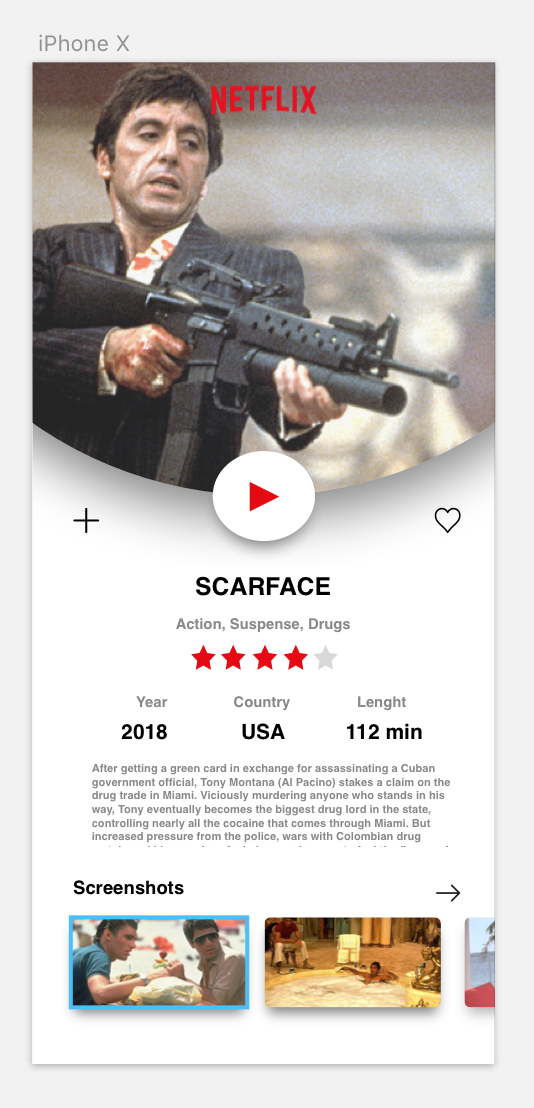 iPhone X
NETFLIX
SCARFACE
Action, Suspense, Drugs
Year Country Lenght
2018 USA 112 min
After getting a green card in exchange for assassinating a Cuban
government official, Tony Montana (Al Pacino) stakes a claim on the
drug trade in Miami. Viciously murdering anyone who stands in his
way, Tony eventually becomes the biggest drug lord in the state,
controlling nearly all the cocaine that comes through Miami. But
increased pressure from the police, wars with Colombian drug
Screenshots